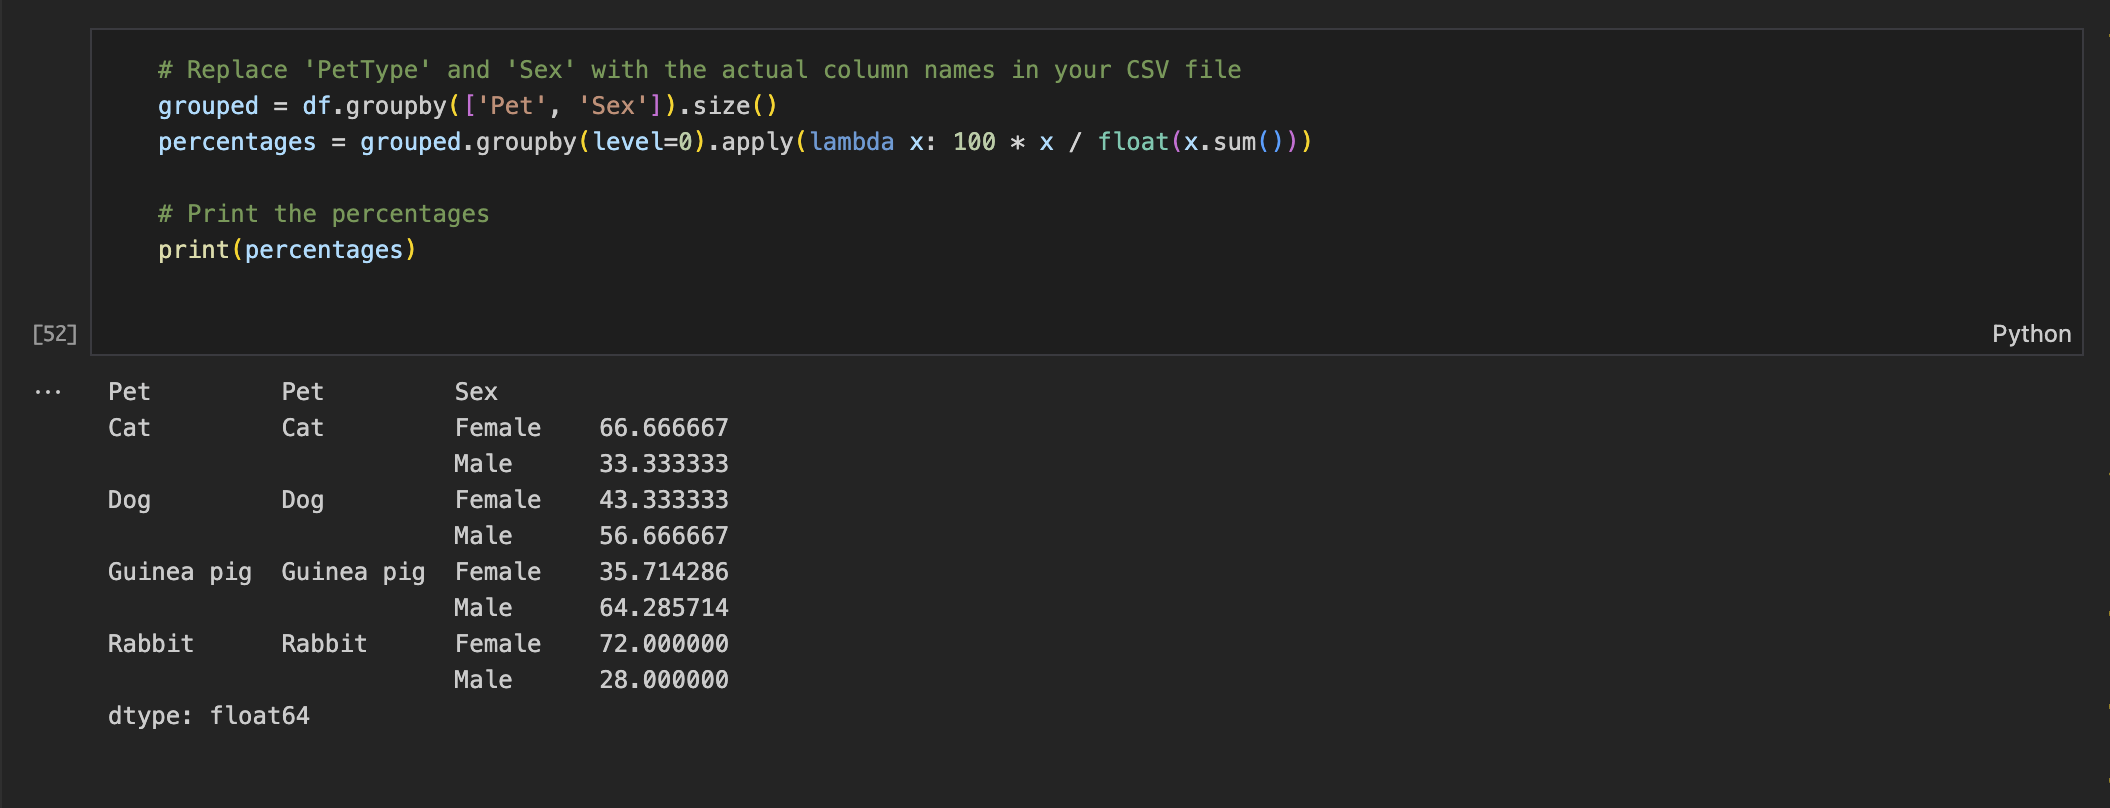 # Replace 'PetType' and 'Sex' with the actual column names in your CSV file
grouped = df.groupby(['Pet', 'Sex']).size()
percentages = grouped.groupby(level=0).apply(lambda x: 100 * x / float(x.sum()))
# Print the percentages
print(percentages)
[52]
Python
... Pet Pet Sex
Cat Cat Female 66.666667
Male 33.333333
Dog Dog Female 43.333333
Male 56.666667
Guinea pig Guinea pig Female 35.714286
Male 64.285714
Rabbit Rabbit Female 72.000000
Male 28.000000
dtype: float64